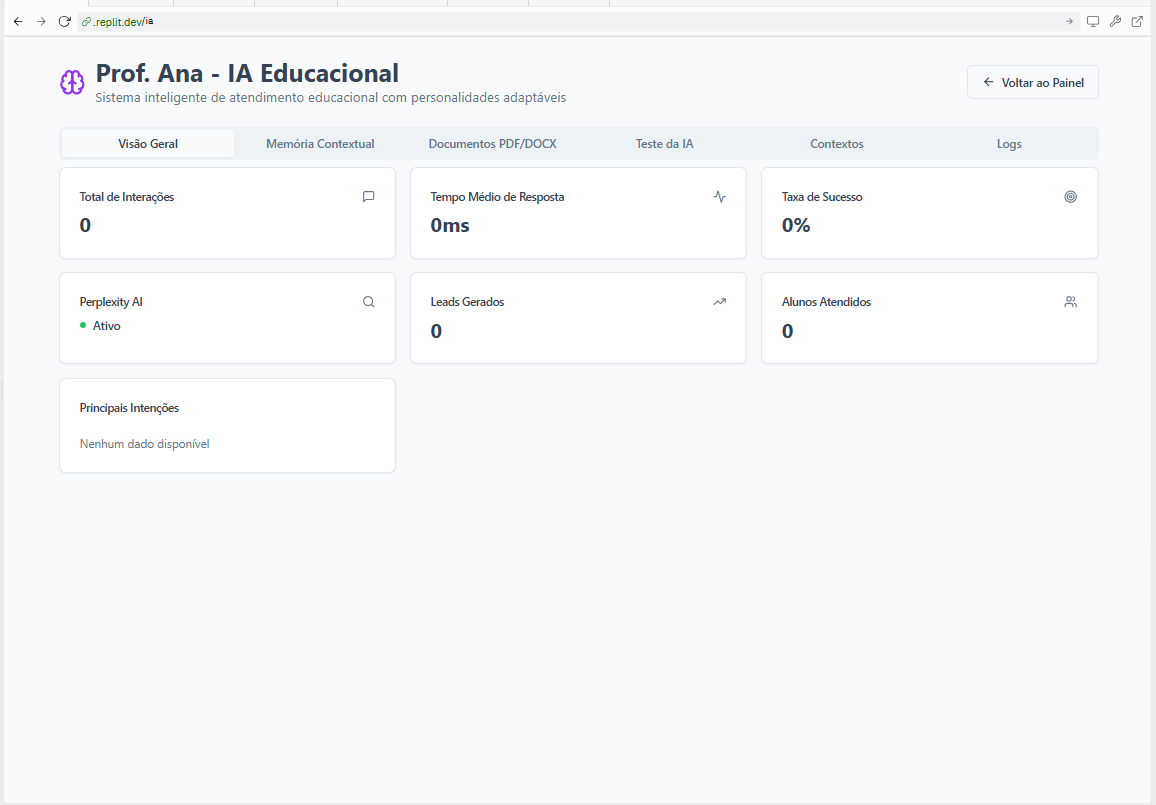 .replit.dev/ia
Prof. Ana - IA Educacional
Sistema inteligente de atendimento educacional com personalidades adaptáveis
Voltar ao Painel
Visão Geral
Memória Contextual
Documentos PDF/DOCX
Teste da IA
Contextos
Logs
Total de Interações
0
Tempo Médio de Resposta
0ms
Taxa de Sucesso
0%
Perplexity AI
Ativo
Leads Gerados
0
Alunos Atendidos
0
Principais Intenções
Nenhum dado disponível